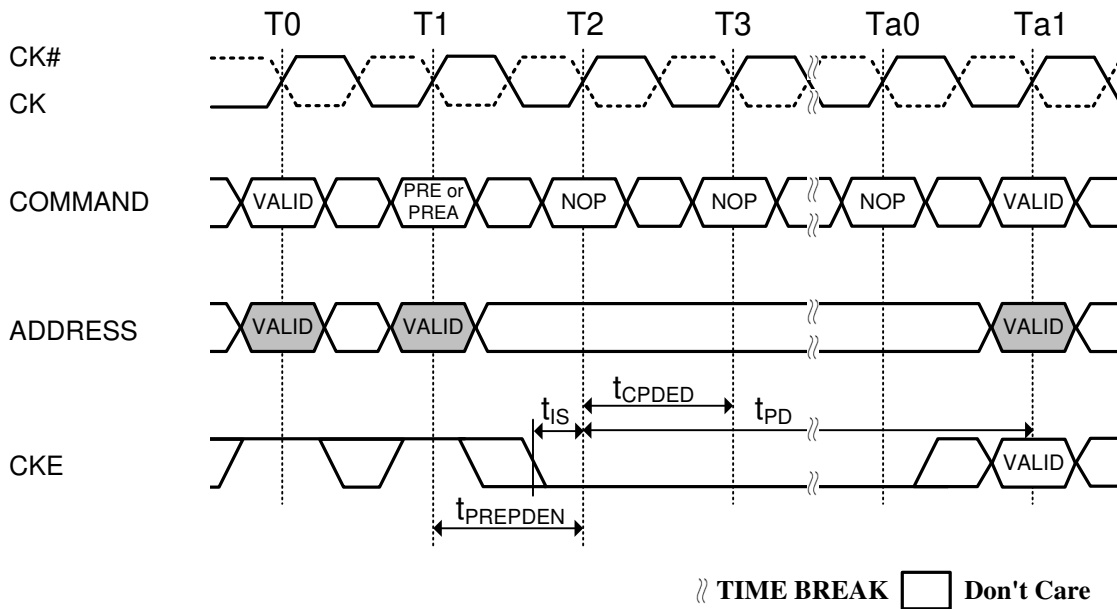 T0 T1 T2 T3 Ta0 Ta1
CK#
CK
COMMAND VALID PRE or PREA NOP NOP NOP VALID
ADDRESS VALID VALID VALID
tIS tCPDED tPD
CKE VALID
tPREPDEN
TIME BREAK Don't Care